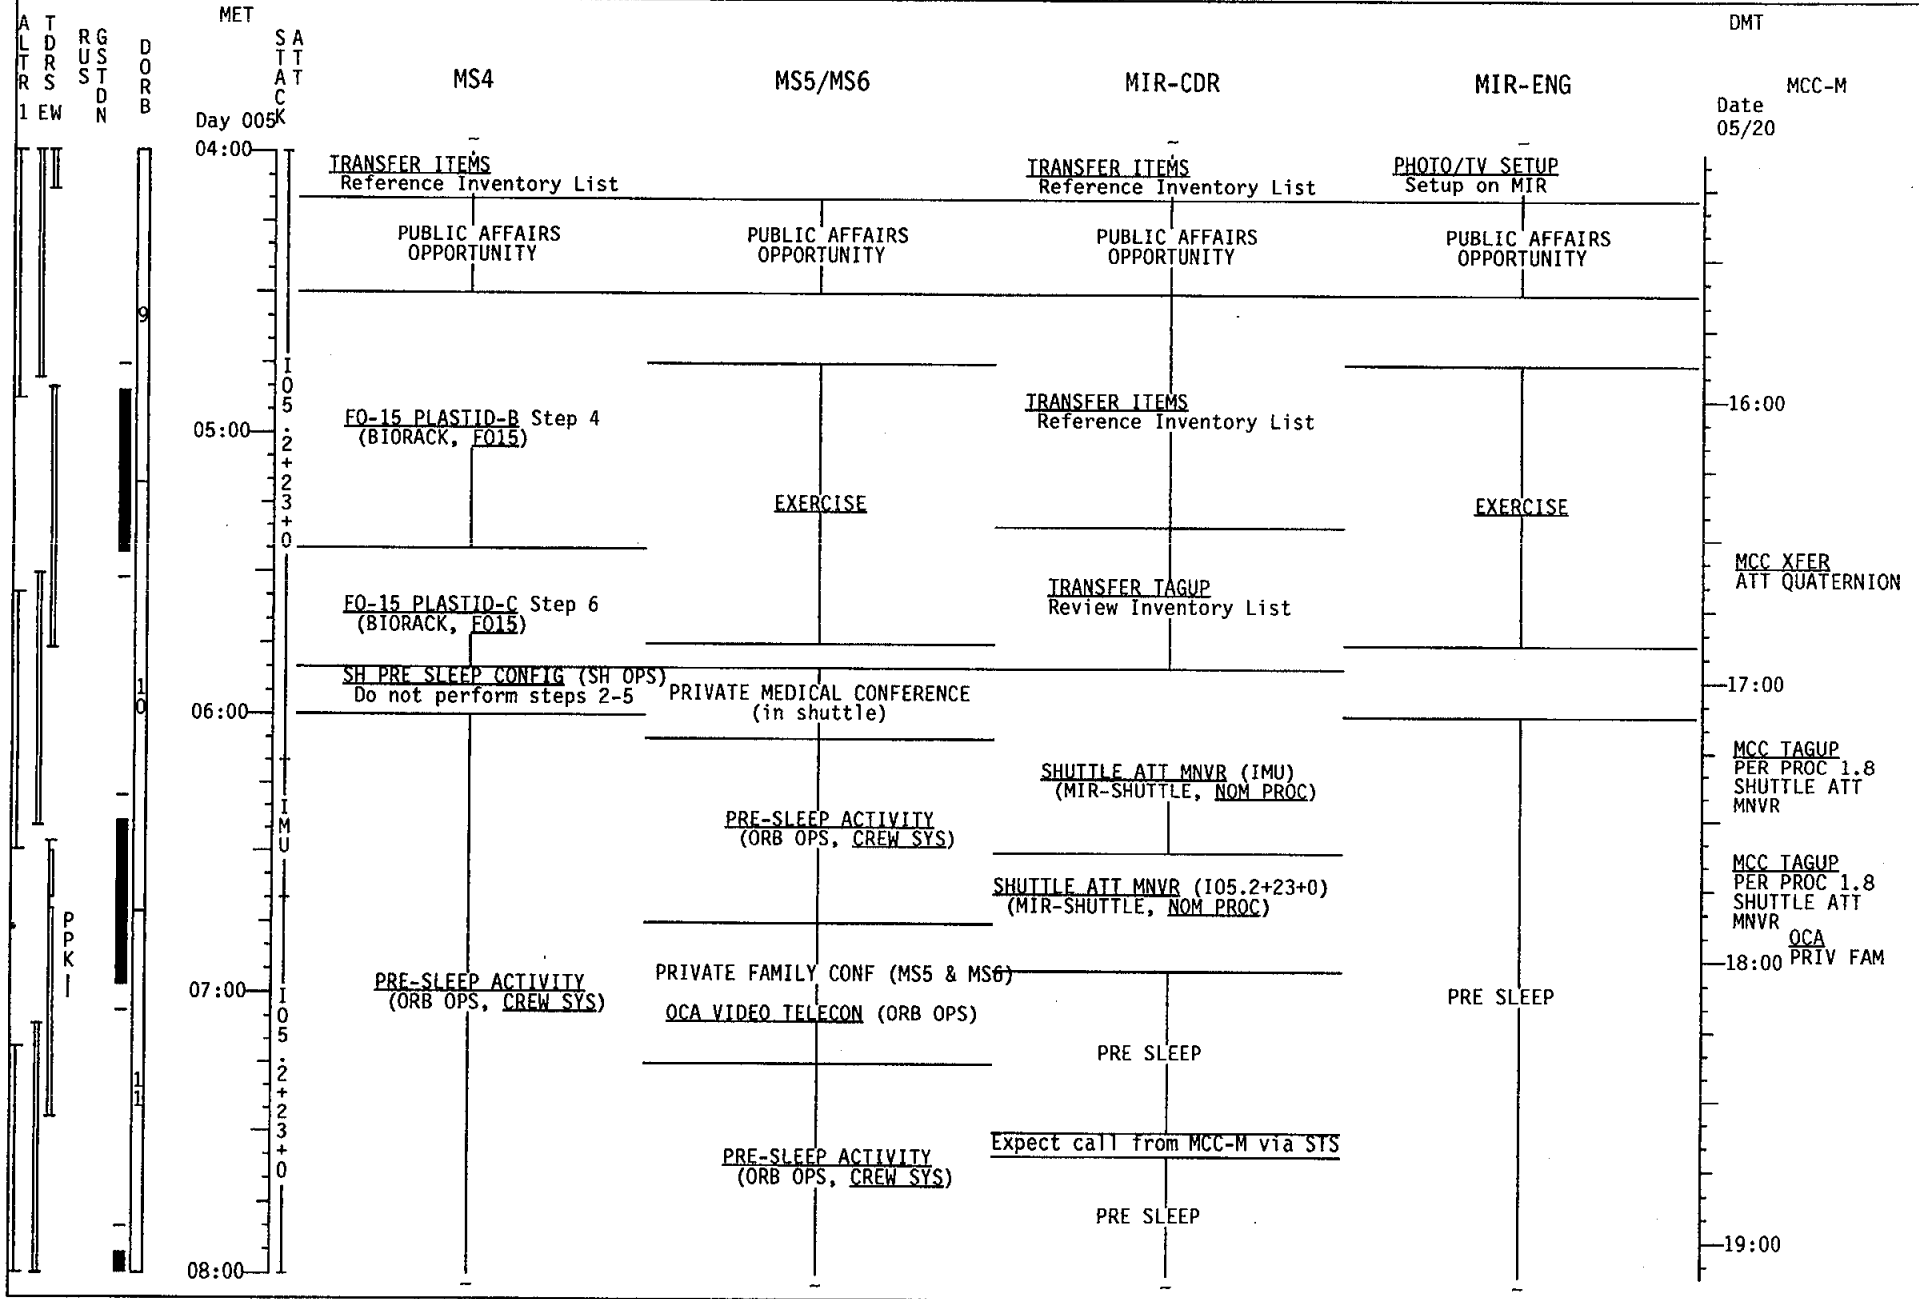 MET
DMT
ALTR 1
TDRS EW
RUS
GSTDN
DORB
STACK
ATT
MS4
MS5/MS6
MIR-CDR
MIR-ENG
MCC-M
Day 005
Date
05/20
04:00
TRANSFER ITEMS
Reference Inventory List
TRANSFER ITEMS
Reference Inventory List
PHOTO/TV SETUP
Setup on MIR
PUBLIC AFFAIRS
OPPORTUNITY
PUBLIC AFFAIRS
OPPORTUNITY
PUBLIC AFFAIRS
OPPORTUNITY
PUBLIC AFFAIRS
OPPORTUNITY
9
I05.2+23+0
05:00
FO-15 PLASTID-B Step 4
(BIORACK, FO15)
TRANSFER ITEMS
Reference Inventory List
16:00
EXERCISE
EXERCISE
MCC XFER
ATT QUATERNION
FO-15 PLASTID-C Step 6
(BIORACK, FO15)
TRANSFER TAGUP
Review Inventory List
10
SH PRE SLEEP CONFIG (SH OPS)
Do not perform steps 2-5
PRIVATE MEDICAL CONFERENCE
(in shuttle)
17:00
06:00
IMU
PRE-SLEEP ACTIVITY
(ORB OPS, CREW SYS)
SHUTTLE ATT MNVR (IMU)
(MIR-SHUTTLE, NOM PROC)
MCC TAGUP
PER PROC 1.8
SHUTTLE ATT
MNVR
SHUTTLE ATT MNVR (I05.2+23+0)
(MIR-SHUTTLE, NOM PROC)
MCC TAGUP
PER PROC 1.8
SHUTTLE ATT
MNVR
OCA
PRIV FAM
18:00
PPK
07:00
PRE-SLEEP ACTIVITY
(ORB OPS, CREW SYS)
PRIVATE FAMILY CONF (MS5 & MS6)
OCA VIDEO TELECON (ORB OPS)
PRE SLEEP
PRE SLEEP
11
I05.2+23+0
Expect call from MCC-M via STS
PRE-SLEEP ACTIVITY
(ORB OPS, CREW SYS)
PRE SLEEP
19:00
08:00